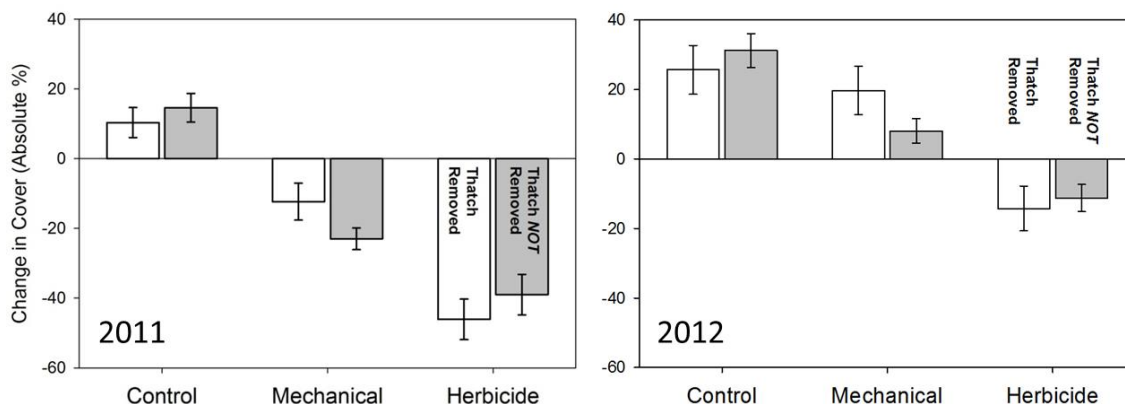 Change in Cover (Absolute %)
40
20
0
-20
-40
-60
Thatch
Removed
Thatch NOT
Removed
2011
Control
Mechanical
Herbicide
40
20
0
-20
-40
-60
Thatch
Removed
Thatch NOT
Removed
2012
Control
Mechanical
Herbicide